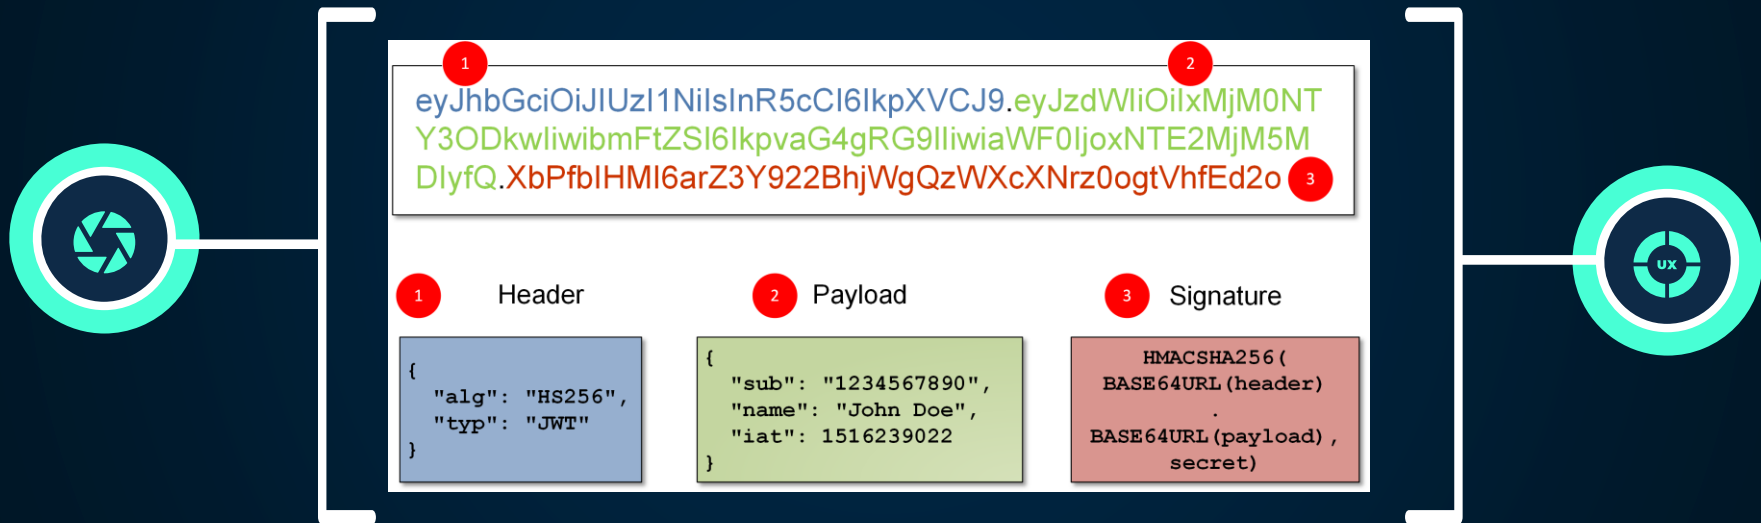 1
2
eyJhbGciOiJIUzI1NiIsInR5cCI6IkpXVCJ9.eyJzdWIiOiIxMjM0NT
Y3ODkwIiwibmFtZSI6IkpvaG4gRG9lIiwiaWF0IjoxNTE2MjM5M
DIyfQ.XbPfbIHMI6arZ3Y922BhjWgQzWXcXNrz0ogtVhfEd2o
3
1 Header
{
"alg": "HS256",
"typ": "JWT"
}
2 Payload
{
"sub": "1234567890",
"name": "John Doe",
"iat": 1516239022
}
3 Signature
HMACSHA256(
BASE64URL(header)
.
BASE64URL(payload),
secret)
UX